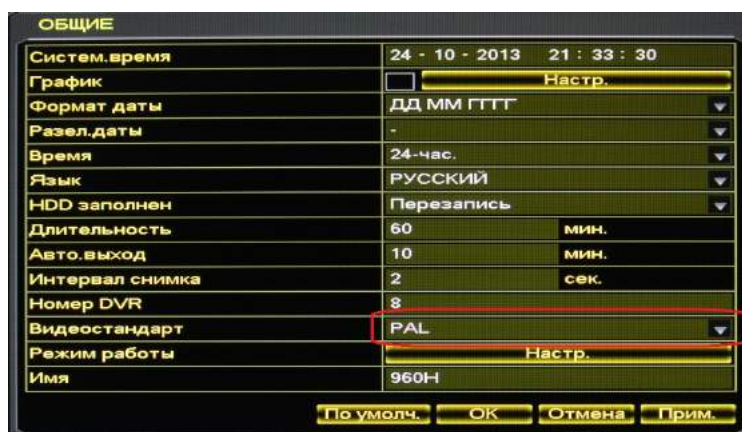 ОБЩИЕ
Систем.время 24 - 10 - 2013 21 : 33 : 30
График Настр.
Формат даты ДД ММ ГГГГ
Разел.даты -
Время 24-час.
Язык РУССКИЙ
HDD заполнен Перезапись
Длительность 60 мин.
Авто.выход 10 мин.
Интервал снимка 2 сек.
Номер DVR 8
Видеостандарт PAL
Режим работы Настр.
Имя 960H
По умолч. OK Отмена Прим.